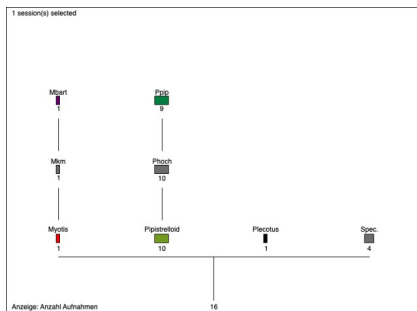 1 session(s) selected
Mbart
1
Ppip
9
Mkm
1
Phoch
10
Myotis
1
Pipistrelloid
10
Plecotus
1
Spec.
4
Anzeige: Anzahl Aufnahmen
16